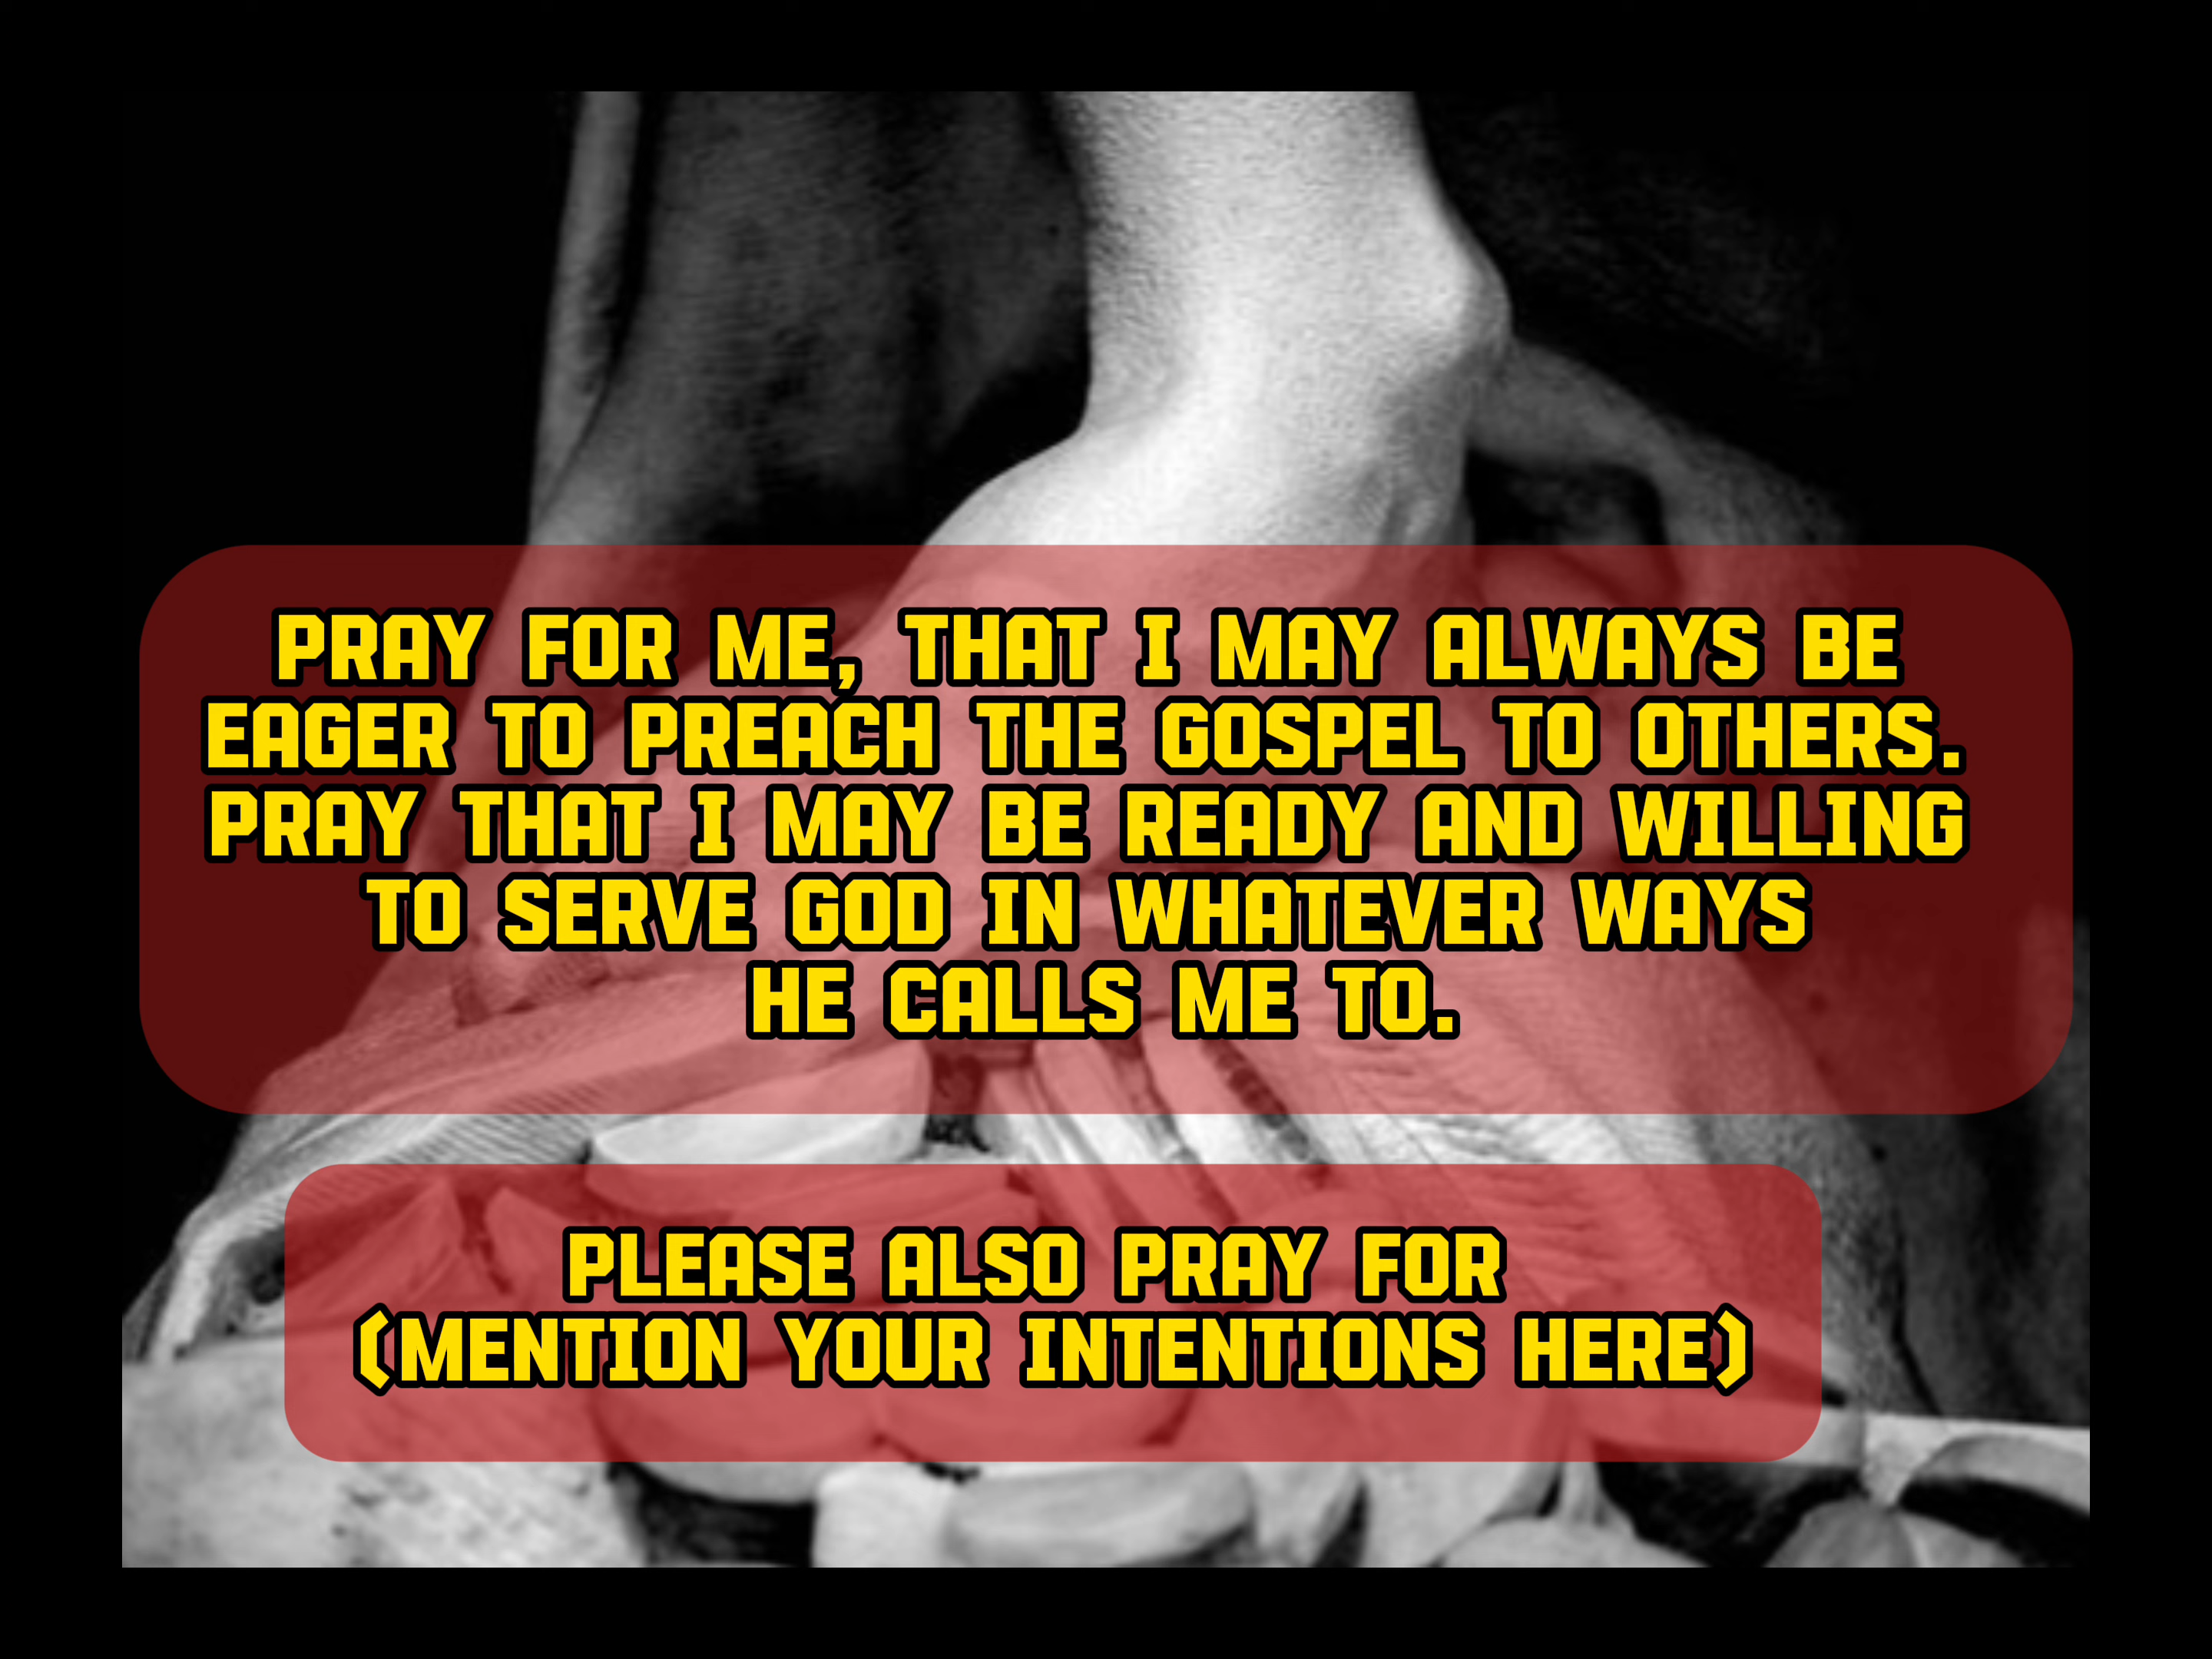 PRAY FOR ME, THAT I MAY ALWAYS BE
EAGER TO PREACH THE GOSPEL TO OTHERS.
PRAY THAT I MAY BE READY AND WILLING
TO SERVE GOD IN WHATEVER WAYS
HE CALLS ME TO.
PLEASE ALSO PRAY FOR
(MENTION YOUR INTENTIONS HERE)